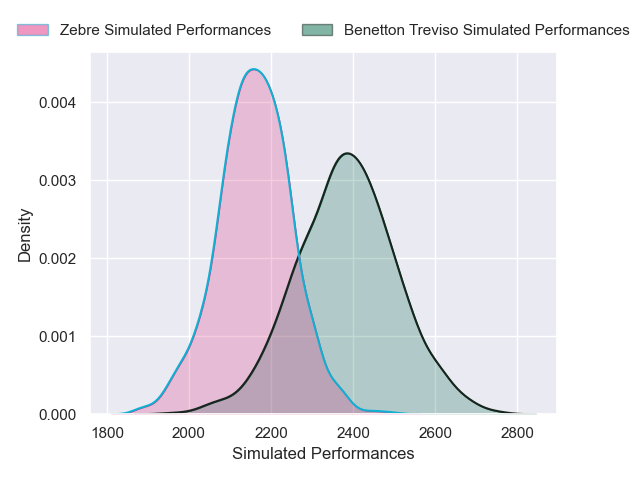 Zebre Simulated Performances Benetton Treviso Simulated Performances
0.004
0.003
0.002
0.001
0.000
Density
1800 2000 2200 2400 2600 2800
Simulated Performances